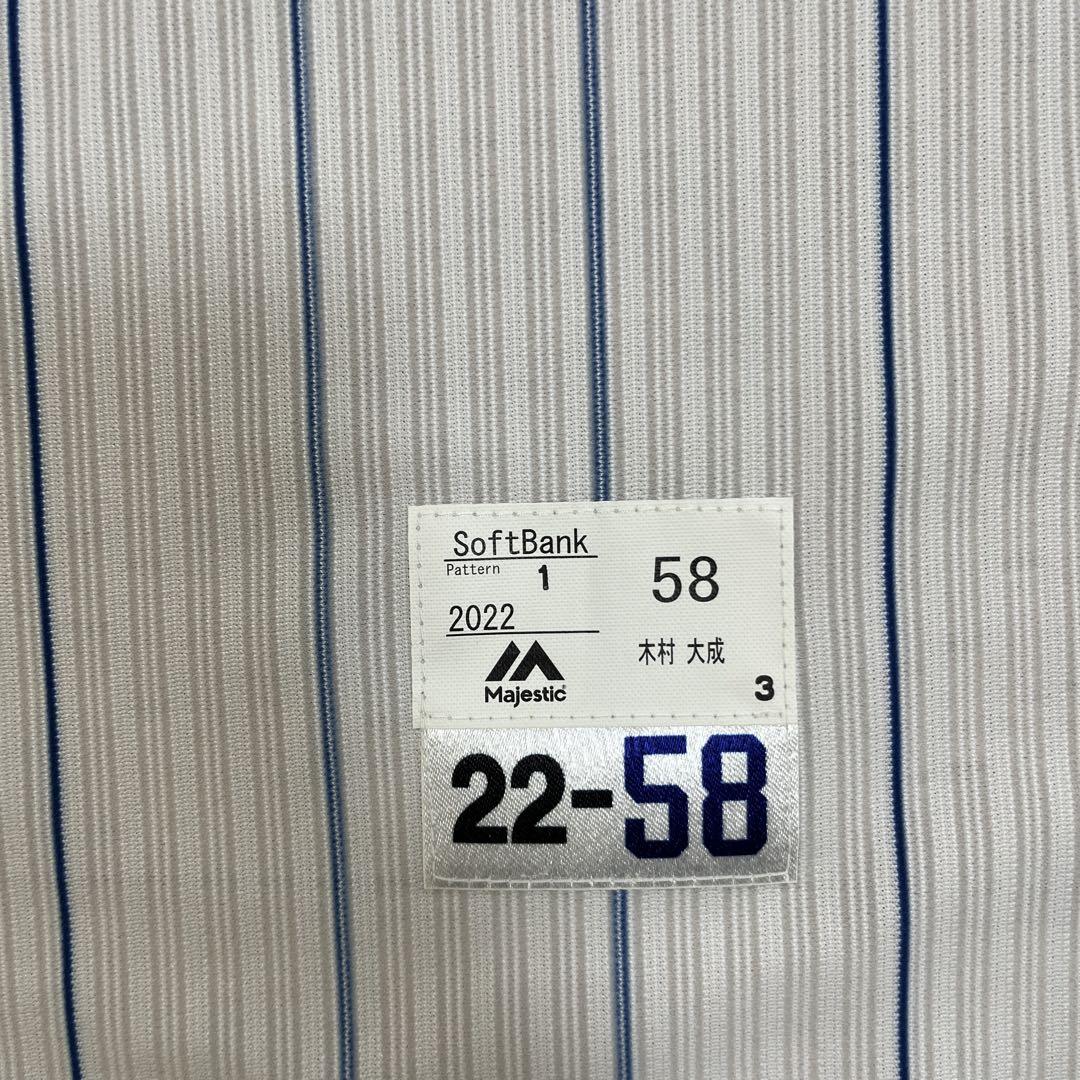 SoftBank
Pattern 1
2022
Majestic
58
木村 大成
3
22-58